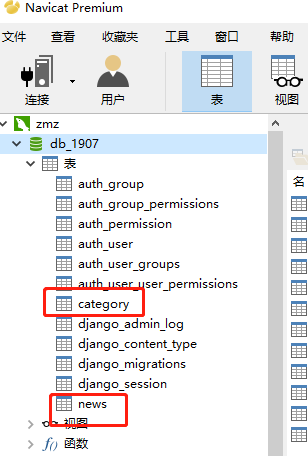 Navicat Premium
文件 查看 收藏夹 工具 窗口 帮助
连接 用户 表 视图
zmz
db_1907
表
名
auth_group
auth_group_permissions
auth_permission
auth_user
auth_user_groups
auth_user_user_permissions
category
django_admin_log
django_content_type
django_migrations
django_session
news
视图
f() 函数